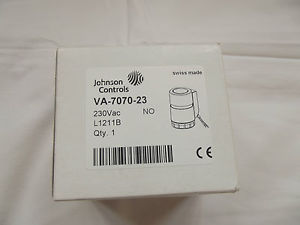 Johnson
Controls
swiss made
VA-7070-23
230Vac NO
L1211B
Qty. 1
CE